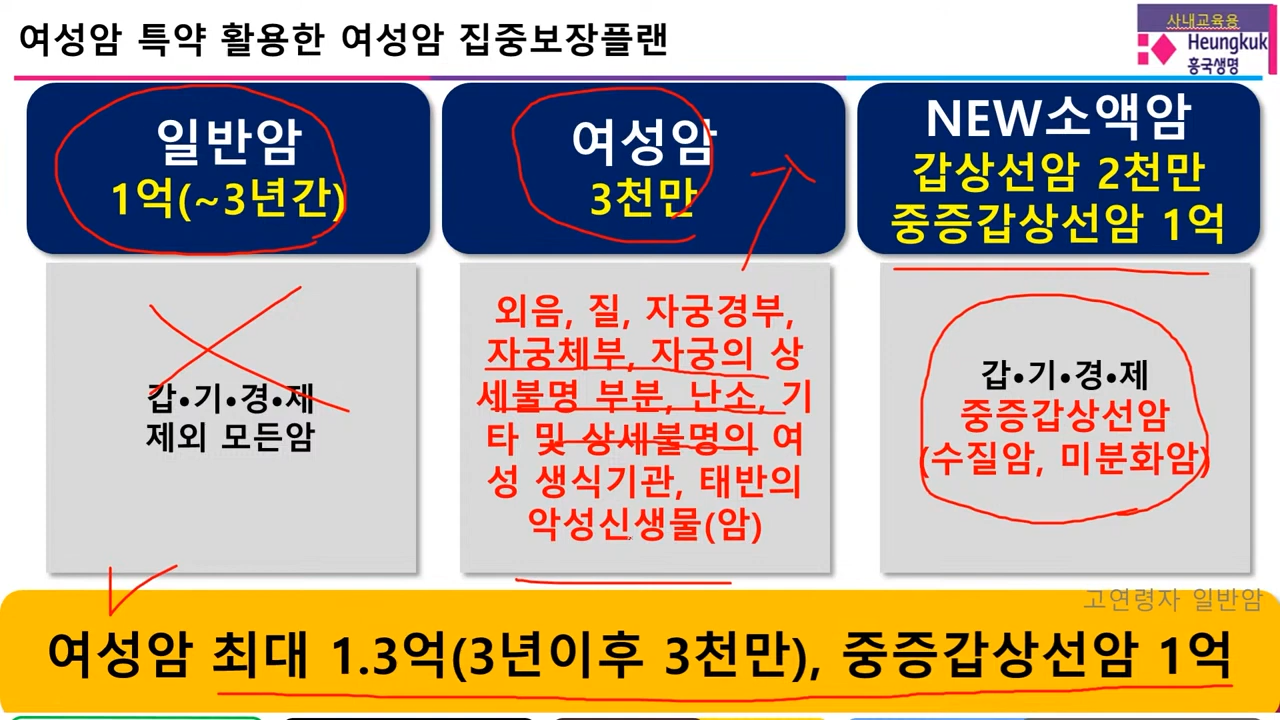 여성암 특약 활용한 여성암 집중보장플랜
사내교육용
Heungkuk
흥국생명
일반암
1억(~3년간)
여성암
3천만
NEW소액암
갑상선암 2천만
중증갑상선암 1억
갑•기•경•제
제외 모든암
외음, 질, 자궁경부,
자궁체부, 자궁의 상
세불명 부분, 난소, 기
타 및 상세불명의 여
성 생식기관, 태반의
악성신생물(암)
갑•기•경•제
중증갑상선암
(수질암, 미분화암)
고연령자 일반암
여성암 최대 1.3억(3년이후 3천만), 중증갑상선암 1억